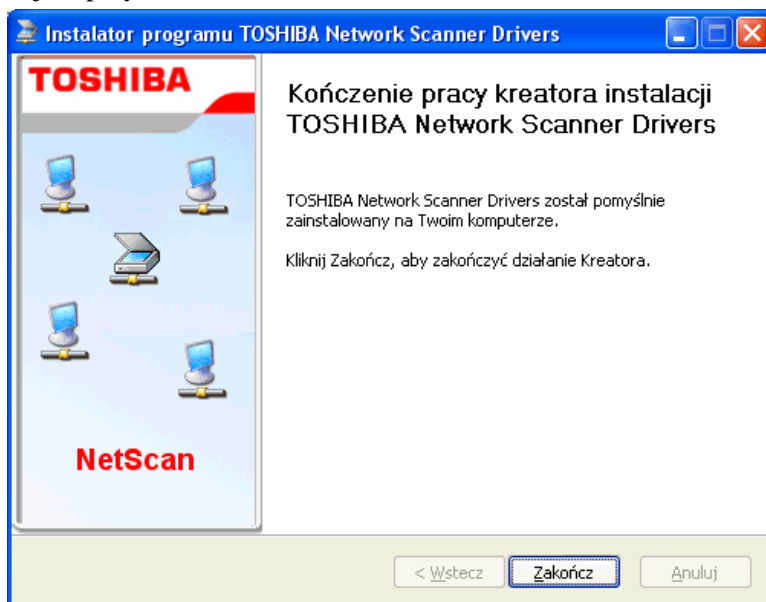 Instalator programu TOSHIBA Network Scanner Drivers
TOSHIBA
Kończenie pracy kreatora instalacji
TOSHIBA Network Scanner Drivers
TOSHIBA Network Scanner Drivers został pomyślnie
zainstalowany na Twoim komputerze.
Kliknij Zakończ, aby zakończyć działanie Kreatora.
NetScan
< Wstecz
Zakończ
Anuluj